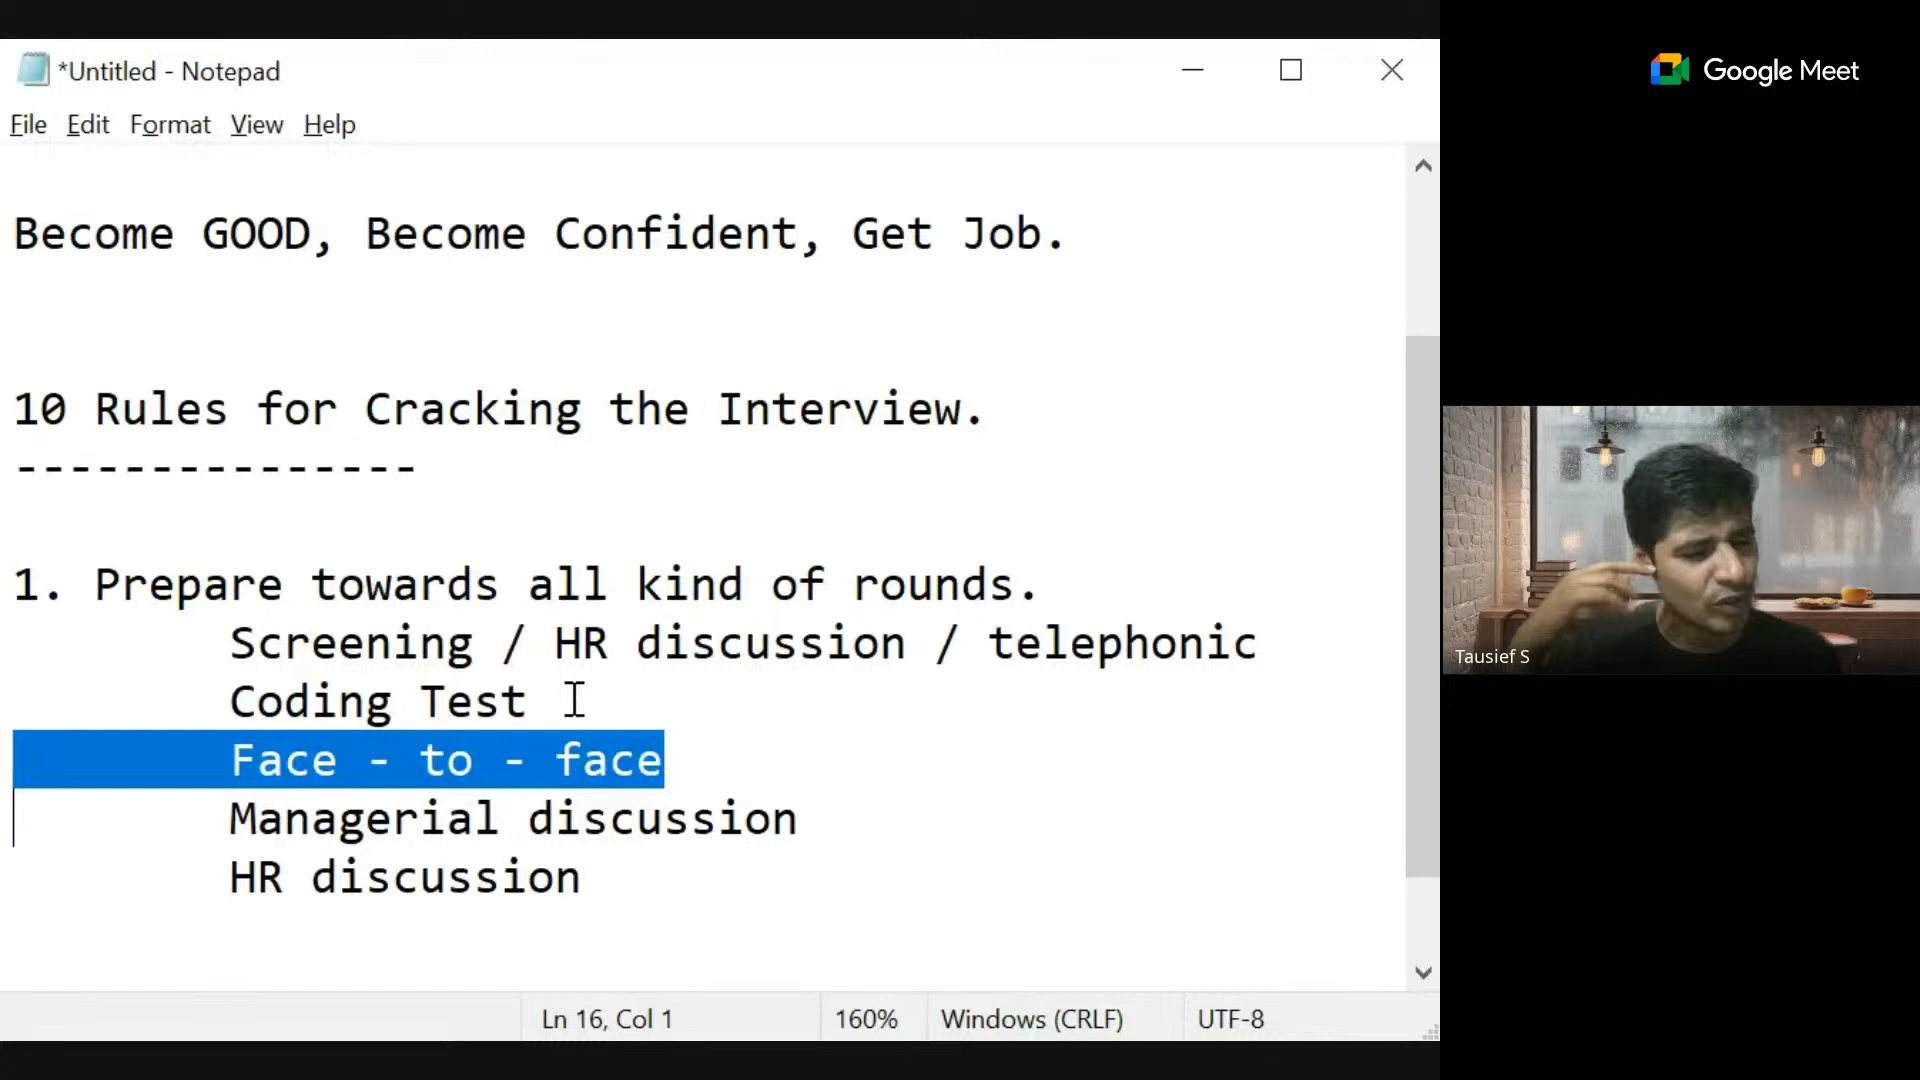 *Untitled - Notepad
File Edit Format View Help
Become GOOD, Become Confident, Get Job.
10 Rules for Cracking the Interview.
---------------
1. Prepare towards all kind of rounds.
Screening / HR discussion / telephonic
Coding Test
Face - to - face
Managerial discussion
HR discussion
Ln 16, Col 1 160% Windows (CRLF) UTF-8
Google Meet
Tausief S